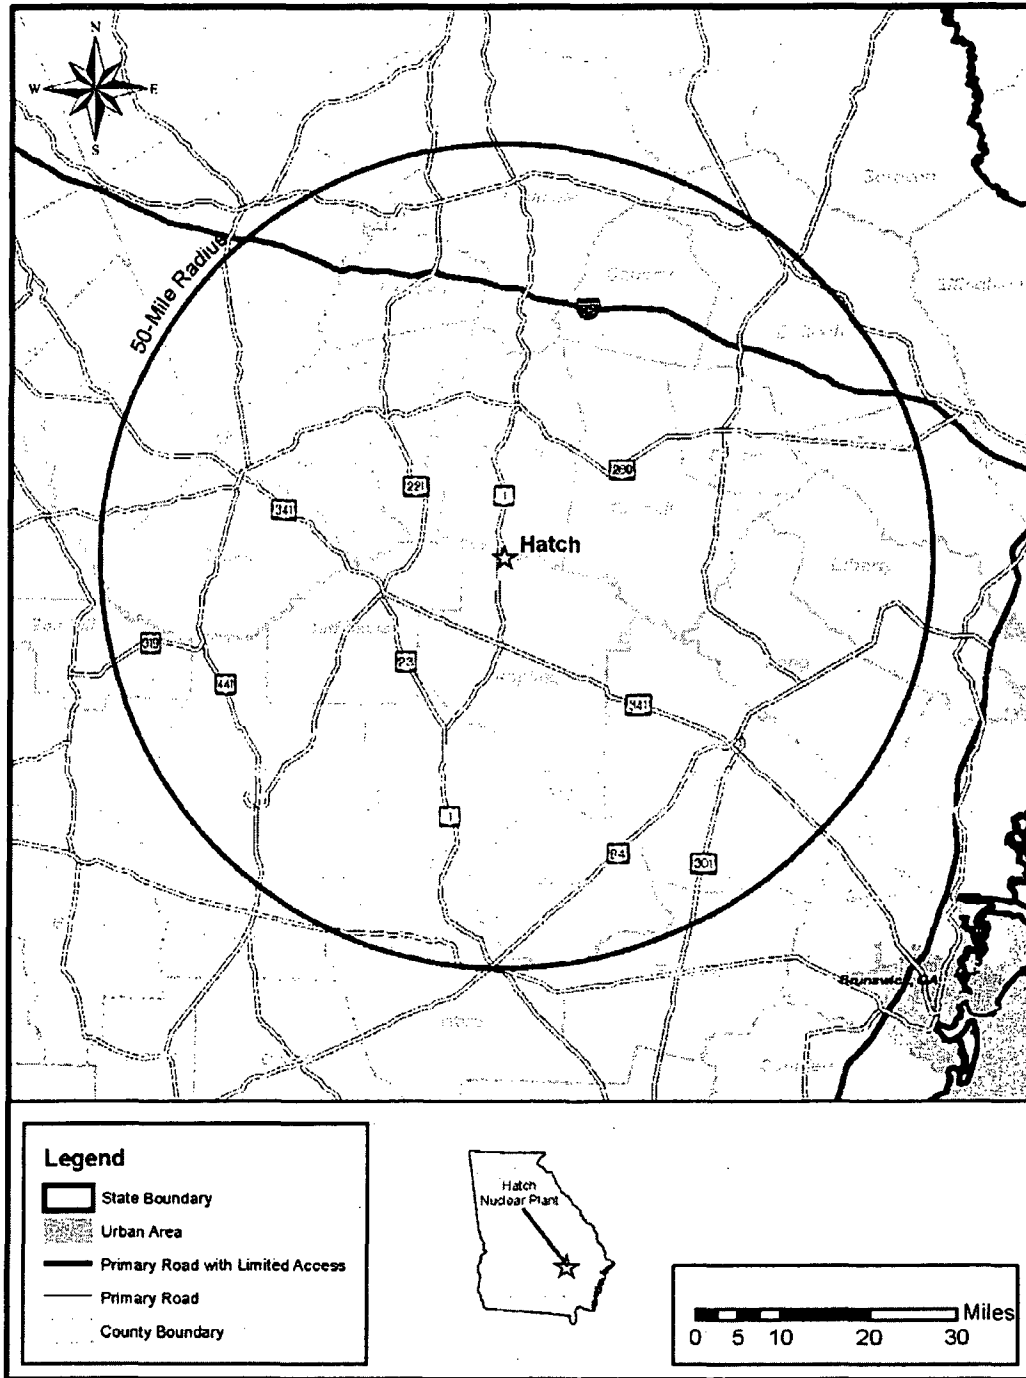 N
W E
S
50-Mile Radius
Hatch
221
1
280
341
319
441
23
341
1
84
301
Brunswick, GA
Legend
State Boundary
Urban Area
Primary Road with Limited Access
Primary Road
County Boundary
Hatch
Nuclear Plant
Miles
0 5 10 20 30